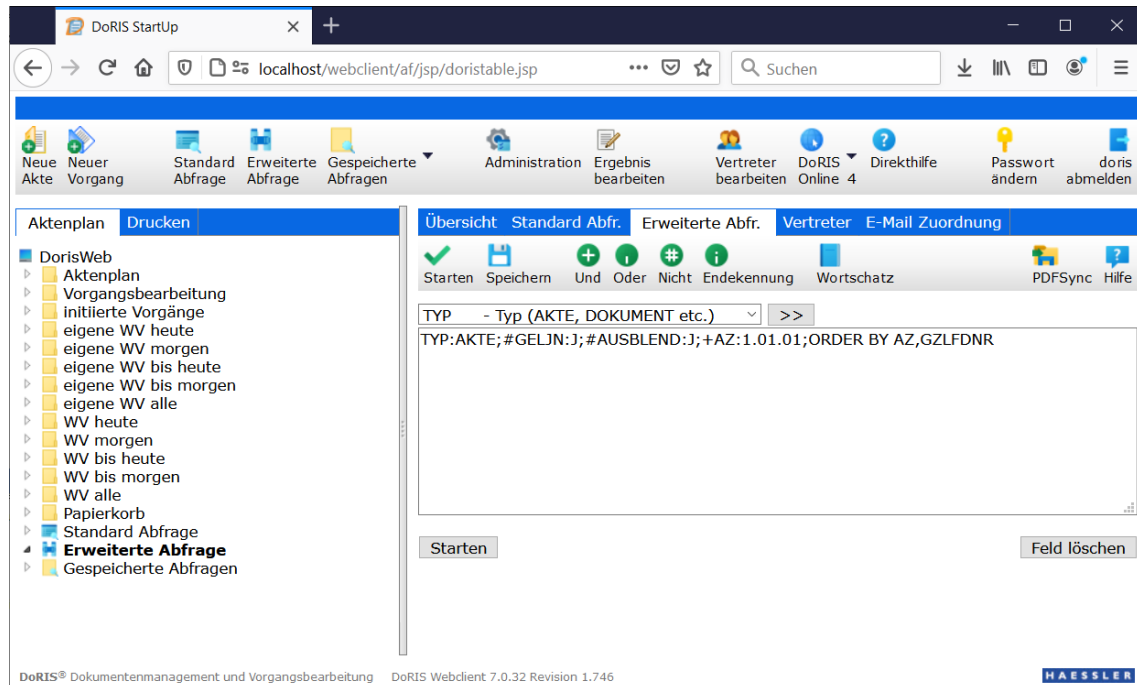 DoRIS StartUp
localhost/webclient/af/jsp/doristable.jsp
Suchen
Neue Akte
Neuer Vorgang
Standard Abfrage
Erweiterte Abfrage
Gespeicherte Abfragen
Administration
Ergebnis bearbeiten
Vertreter bearbeiten
DoRIS Online 4
Direkthilfe
Passwort ändern
doris abmelden
Aktenplan Drucken
DorisWeb
Aktenplan
Vorgangsbearbeitung
initiierte Vorgänge
eigene WV heute
eigene WV morgen
eigene WV bis heute
eigene WV bis morgen
eigene WV alle
WV heute
WV morgen
WV bis heute
WV bis morgen
WV alle
Papierkorb
Standard Abfrage
Erweiterte Abfrage
Gespeicherte Abfragen
Übersicht Standard Abfr. Erweiterte Abfr. Vertreter E-Mail Zuordnung
Starten Speichern Und Oder Nicht Endekennung Wortschatz PDFSync Hilfe
TYP - Typ (AKTE, DOKUMENT etc.) >>
TYP:AKTE;#GELJN:J;#AUSBLEND:J;+AZ:1.01.01;ORDER BY AZ,GZLFDNR
Starten Feld löschen
DoRIS® Dokumentenmanagement und Vorgangsbearbeitung DoRIS Webclient 7.0.32 Revision 1.746
HAESSLER